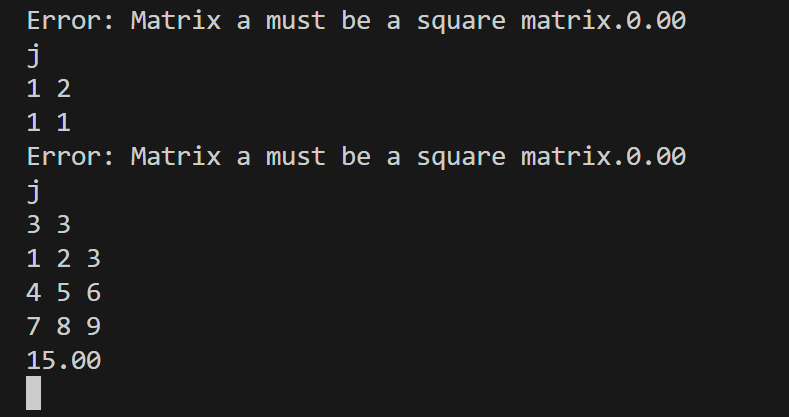 Error: Matrix a must be a square matrix.0.00
j
1 2
1 1
Error: Matrix a must be a square matrix.0.00
j
3 3
1 2 3
4 5 6
7 8 9
15.00